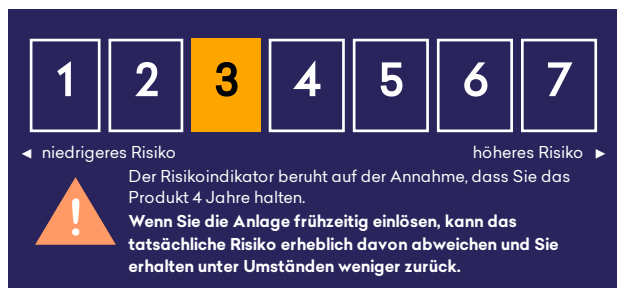 1 2 3 4 5 6 7
◄ niedrigeres Risiko höheres Risiko ►
Der Risikoindikator beruht auf der Annahme, dass Sie das
Produkt 4 Jahre halten.
Wenn Sie die Anlage frühzeitig einlösen, kann das
tatsächliche Risiko erheblich davon abweichen und Sie
erhalten unter Umständen weniger zurück.
!